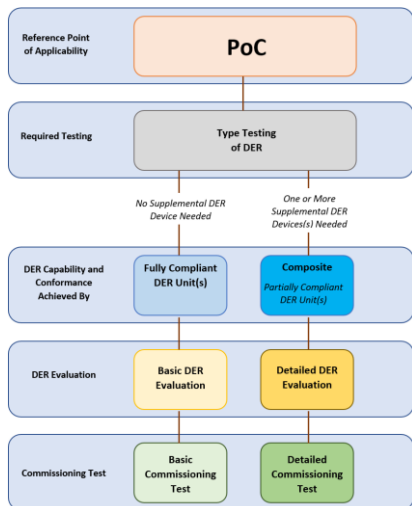 Reference Point
of Applicability
PoC
Required Testing
Type Testing
of DER
No Supplemental DER
Device Needed
One or More
Supplemental DER
Devices(s) Needed
DER Capability and
Conformance
Achieved By
Fully Compliant
DER Unit(s)
Composite
Partially Compliant
DER Unit(s)
DER Evaluation
Basic DER
Evaluation
Detailed DER
Evaluation
Commissioning Test
Basic
Commissioning
Test
Detailed
Commissioning
Test